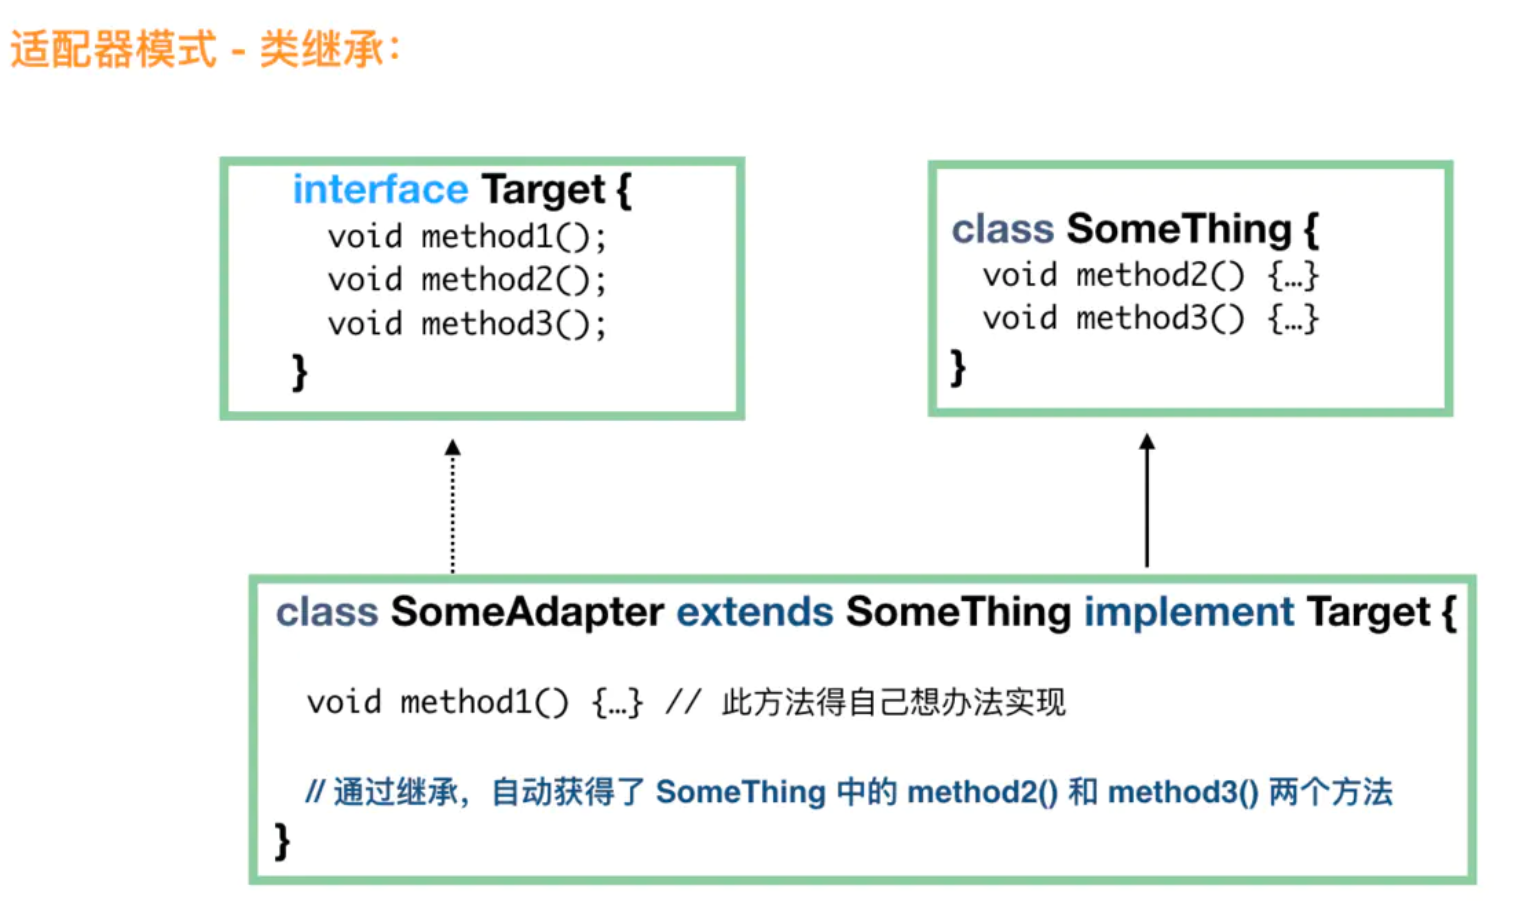 适配器模式 - 类继承：
interface Target {
void method1();
void method2();
void method3();
}
class SomeThing {
void method2() {…}
void method3() {…}
}
class SomeAdapter extends SomeThing implement Target {
void method1() {…} // 此方法得自己想办法实现
// 通过继承，自动获得了 SomeThing 中的 method2() 和 method3() 两个方法
}